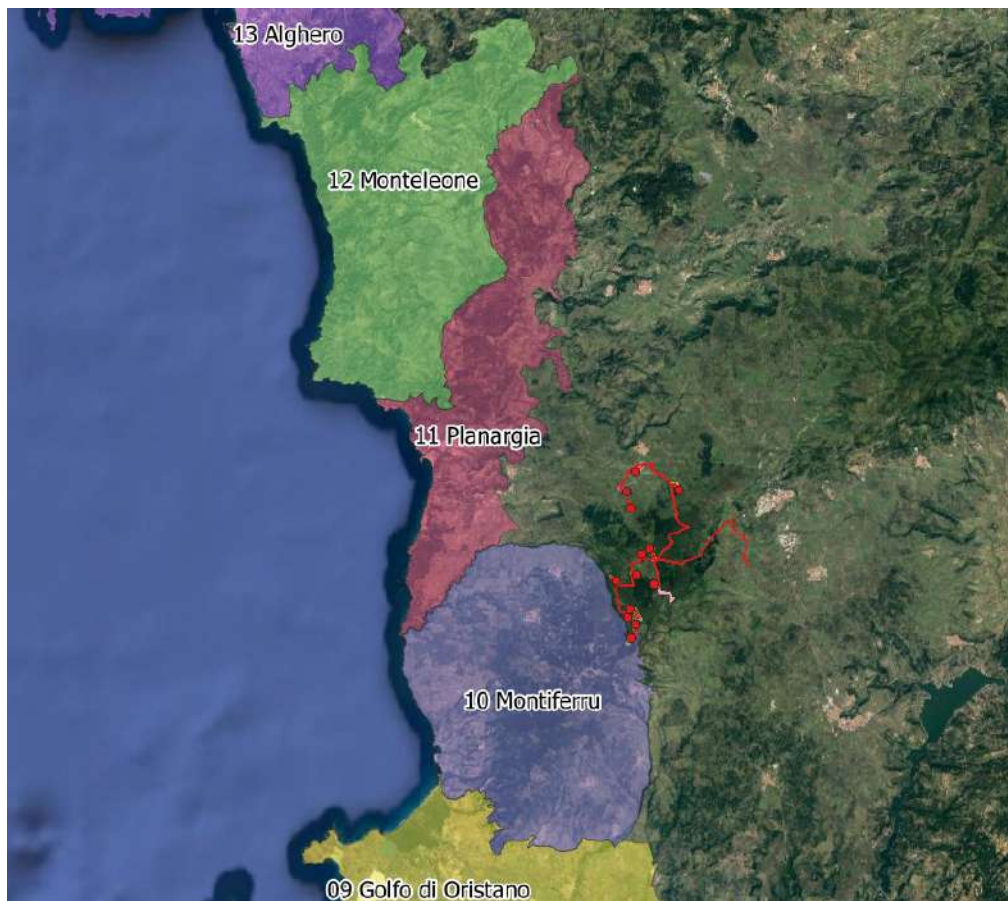 13 Alghero
12 Monteleone
11 Planargia
10 Montiferru
09 Golfo di Oristano